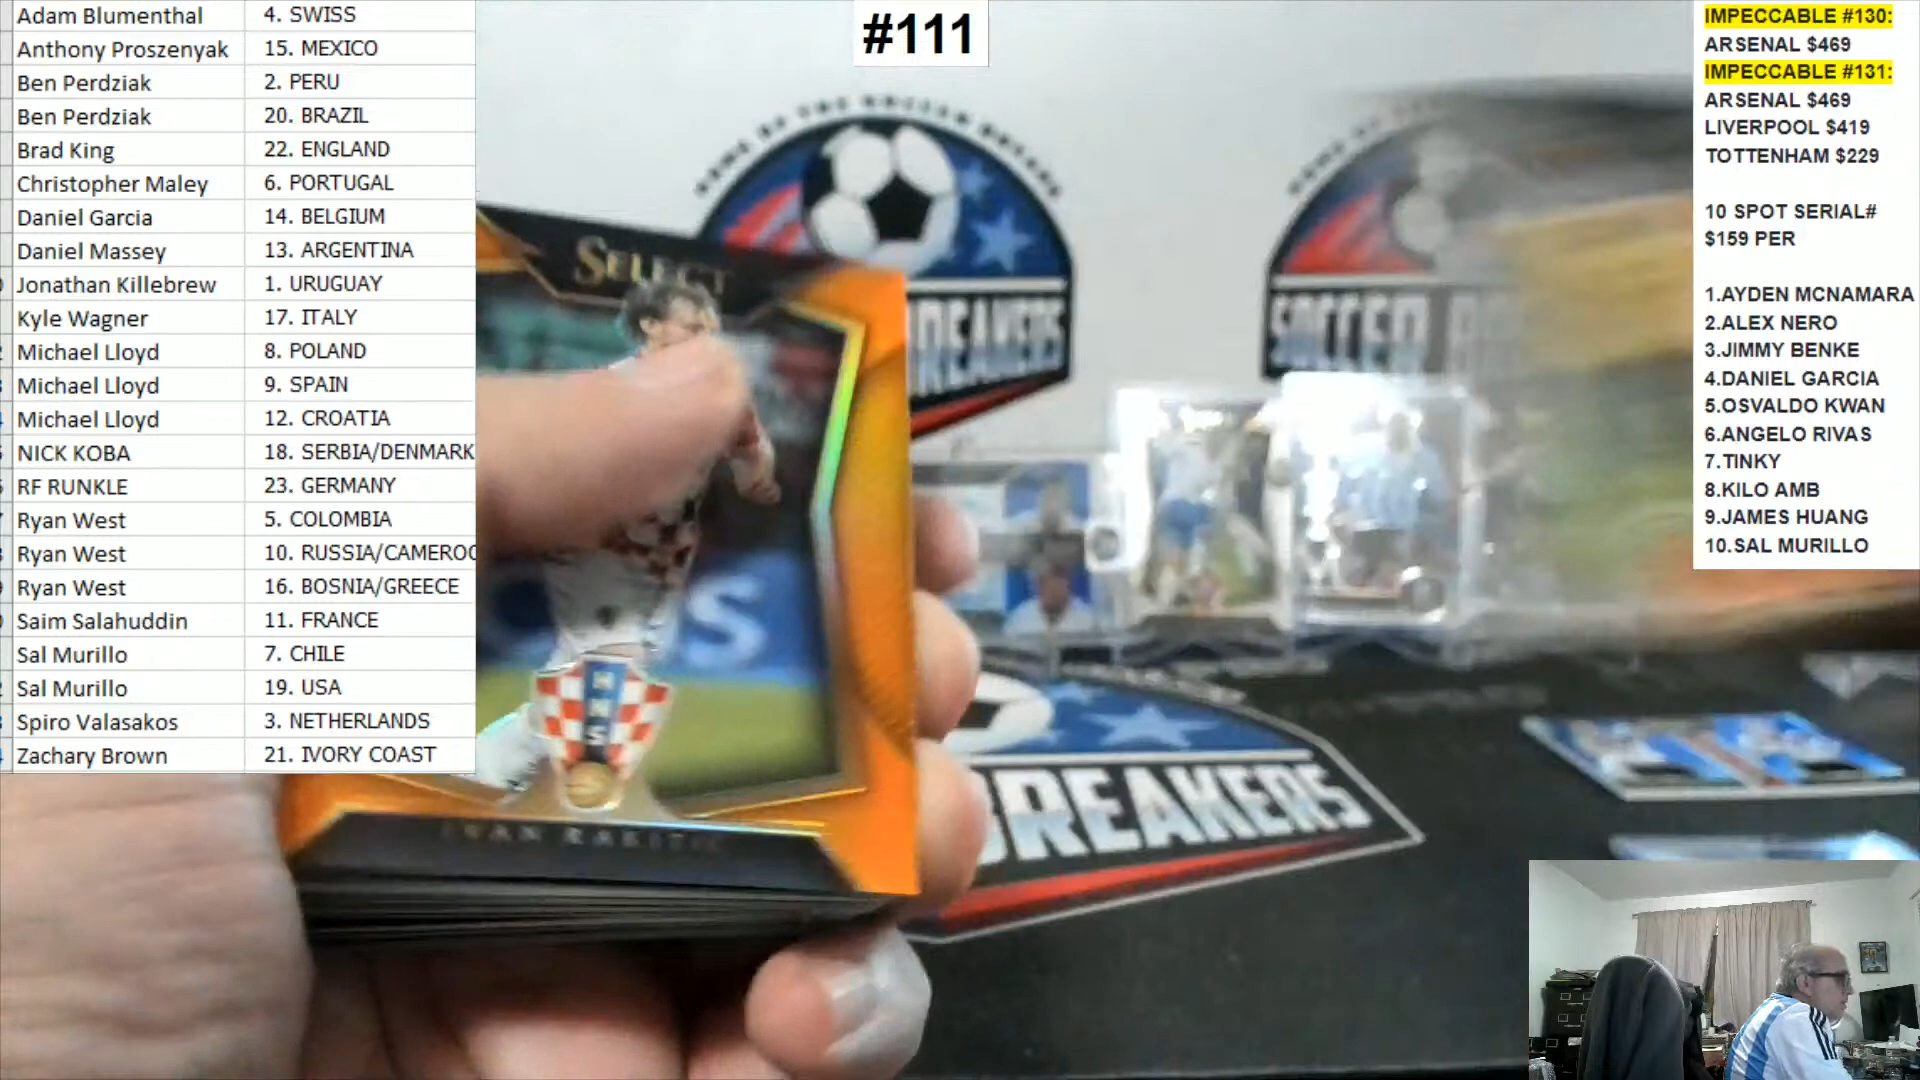 #111
Adam Blumenthal 4. SWISS
Anthony Proszenyak 15. MEXICO
Ben Perdziak 2. PERU
Ben Perdziak 20. BRAZIL
Brad King 22. ENGLAND
Christopher Maley 6. PORTUGAL
Daniel Garcia 14. BELGIUM
Daniel Massey 13. ARGENTINA
Jonathan Killebrew 1. URUGUAY
Kyle Wagner 17. ITALY
Michael Lloyd 8. POLAND
Michael Lloyd 9. SPAIN
Michael Lloyd 12. CROATIA
NICK KOBA 18. SERBIA/DENMARK
RF RUNKLE 23. GERMANY
Ryan West 5. COLOMBIA
Ryan West 10. RUSSIA/CAMEROO
Ryan West 16. BOSNIA/GREECE
Saim Salahuddin 11. FRANCE
Sal Murillo 7. CHILE
Sal Murillo 19. USA
Spiro Valasakos 3. NETHERLANDS
Zachary Brown 21. IVORY COAST
SELECT
HNS
IVAN RAKITIC
HOME OF THE SOCCER BREAKS
BREAKERS
SOCCER
BREAKERS
IMPECCABLE #130:
ARSENAL $469
IMPECCABLE #131:
ARSENAL $469
LIVERPOOL $419
TOTTENHAM $229
10 SPOT SERIAL#
$159 PER
1.AYDEN MCNAMARA
2.ALEX NERO
3.JIMMY BENKE
4.DANIEL GARCIA
5.OSVALDO KWAN
6.ANGELO RIVAS
7.TINKY
8.KILO AMB
9.JAMES HUANG
10.SAL MURILLO